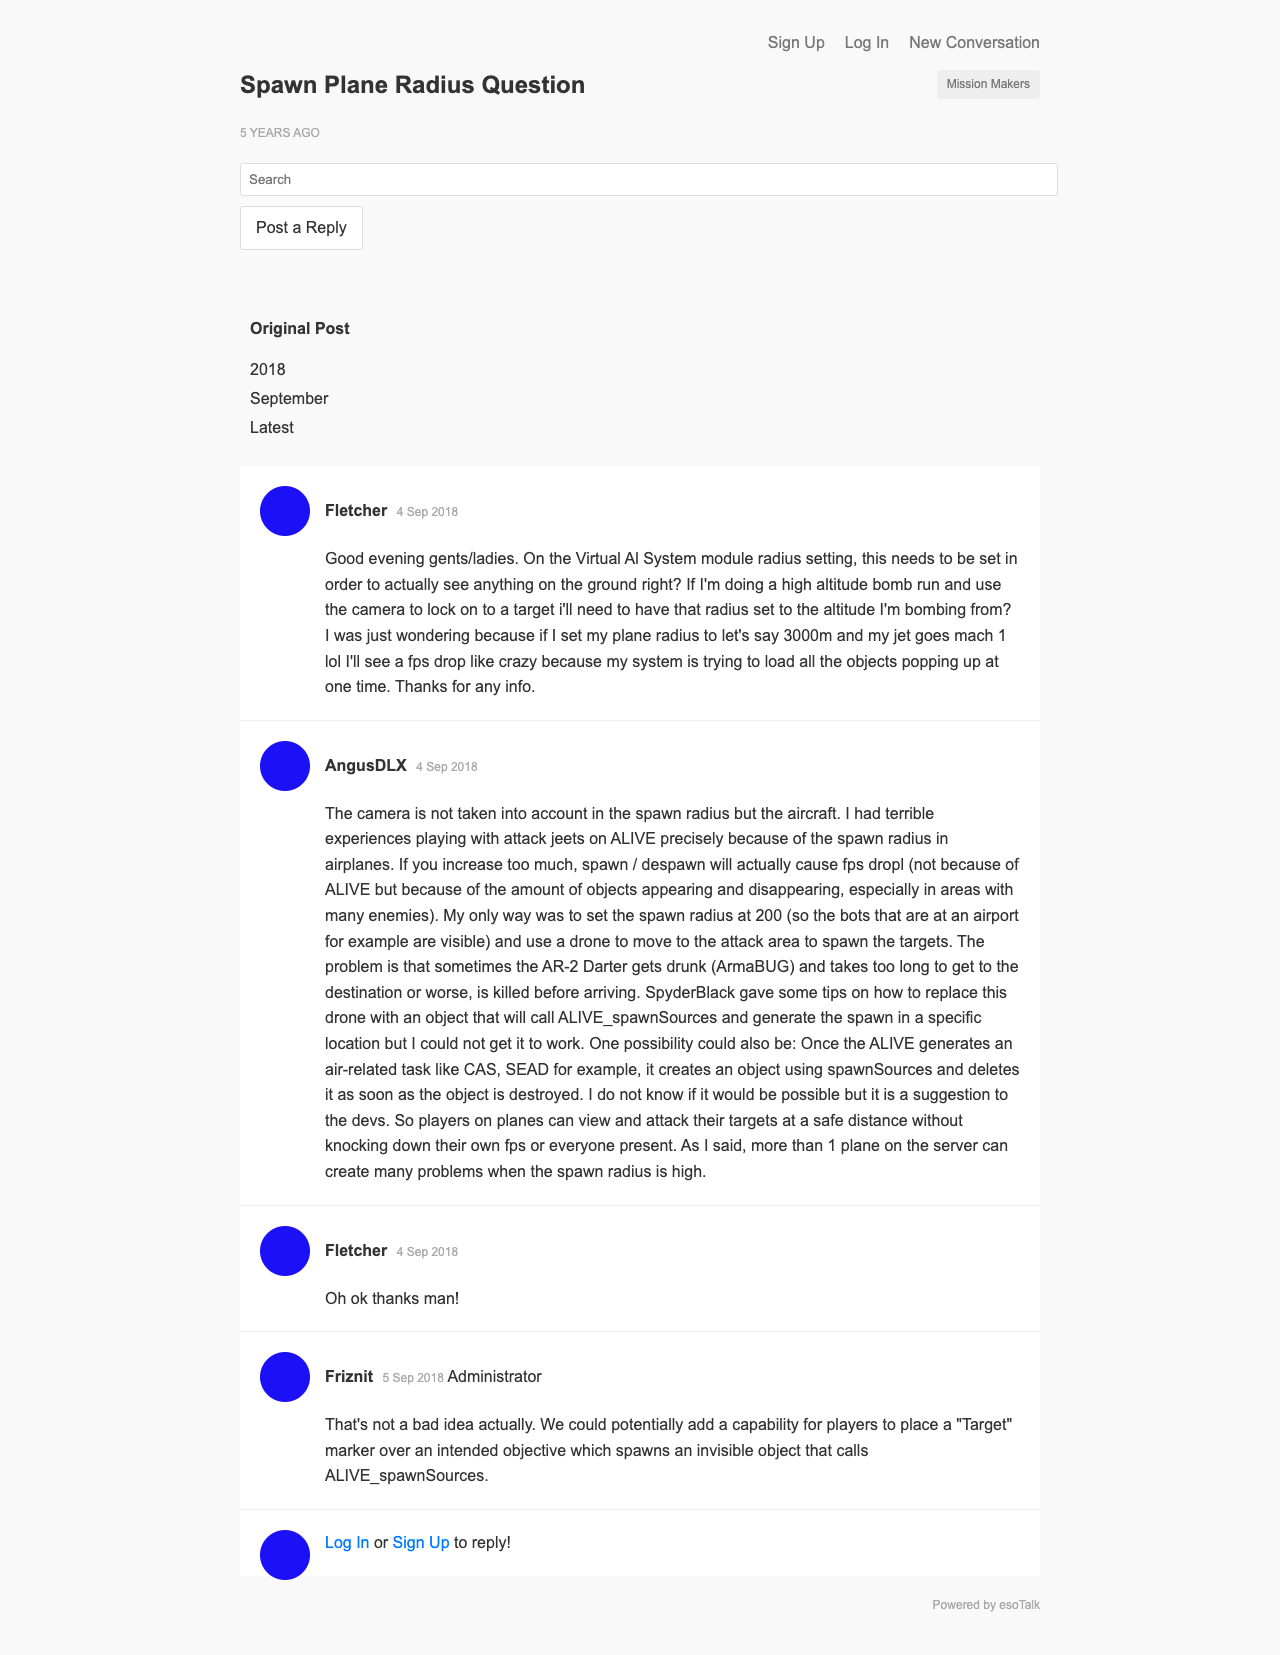 Sign Up Log In New Conversation
Spawn Plane Radius Question
Mission Makers
5 YEARS AGO
Search
Post a Reply
Original Post
2018
September
Latest
Fletcher 4 Sep 2018
Good evening gents/ladies. On the Virtual AI System module radius setting, this needs to be set in
order to actually see anything on the ground right? If I'm doing a high altitude bomb run and use
the camera to lock on to a target i'll need to have that radius set to the altitude I'm bombing from?
I was just wondering because if I set my plane radius to let's say 3000m and my jet goes mach 1
lol I'll see a fps drop like crazy because my system is trying to load all the objects popping up at
one time. Thanks for any info.
AngusDLX 4 Sep 2018
The camera is not taken into account in the spawn radius but the aircraft. I had terrible
experiences playing with attack jeets on ALIVE precisely because of the spawn radius in
airplanes. If you increase too much, spawn / despawn will actually cause fps dropl (not because of
ALIVE but because of the amount of objects appearing and disappearing, especially in areas with
many enemies). My only way was to set the spawn radius at 200 (so the bots that are at an airport
for example are visible) and use a drone to move to the attack area to spawn the targets. The
problem is that sometimes the AR-2 Darter gets drunk (ArmaBUG) and takes too long to get to the
destination or worse, is killed before arriving. SpyderBlack gave some tips on how to replace this
drone with an object that will call ALIVE_spawnSources and generate the spawn in a specific
location but I could not get it to work. One possibility could also be: Once the ALIVE generates an
air-related task like CAS, SEAD for example, it creates an object using spawnSources and deletes
it as soon as the object is destroyed. I do not know if it would be possible but it is a suggestion to
the devs. So players on planes can view and attack their targets at a safe distance without
knocking down their own fps or everyone present. As I said, more than 1 plane on the server can
create many problems when the spawn radius is high.
Fletcher 4 Sep 2018
Oh ok thanks man!
Friznit 5 Sep 2018 Administrator
That's not a bad idea actually. We could potentially add a capability for players to place a "Target"
marker over an intended objective which spawns an invisible object that calls
ALIVE_spawnSources.
Log In or Sign Up to reply!
Powered by esoTalk